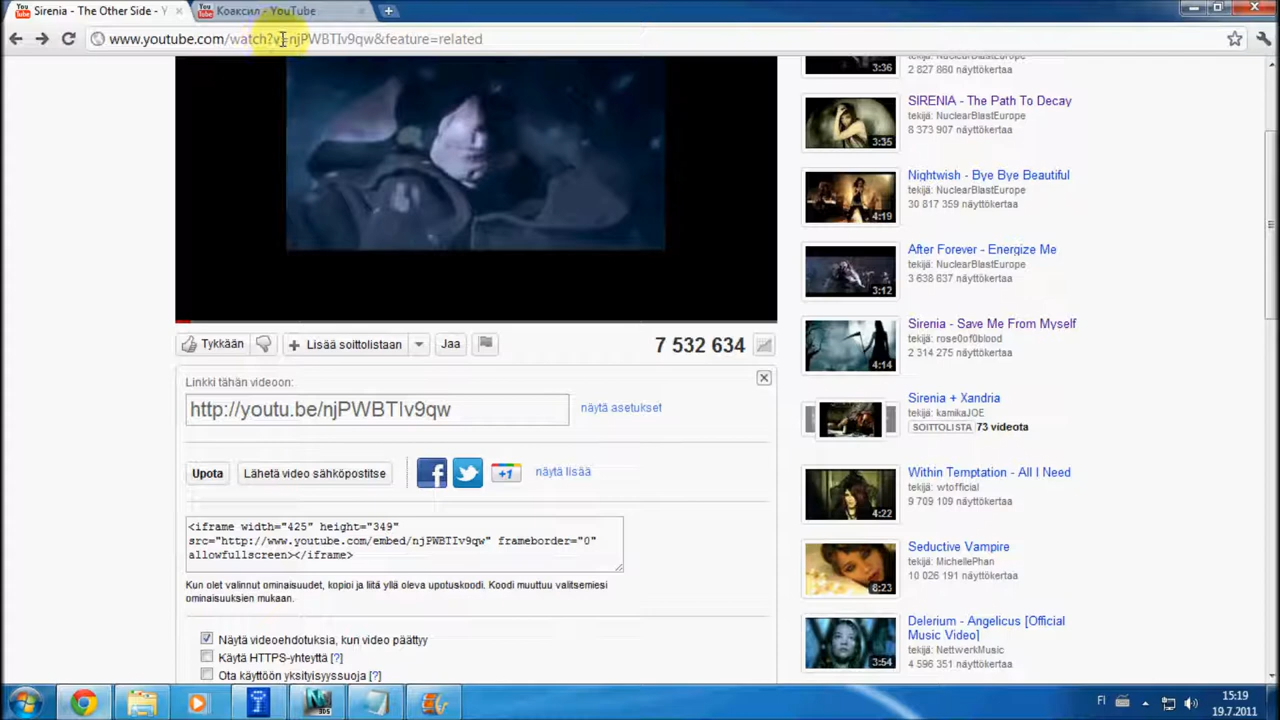 Sirenia - The Other Side - Y
Коаксил - YouTube
www.youtube.com/watch?v=njPWBTIv9qw&feature=related
3:36
2 827 860 näyttökertaa
SIRENIA - The Path To Decay
tekijä: NuclearBlastEurope
8 373 907 näyttökertaa
3:35
Nightwish - Bye Bye Beautiful
tekijä: NuclearBlastEurope
30 817 359 näyttökertaa
4:19
After Forever - Energize Me
tekijä: NuclearBlastEurope
3 638 637 näyttökertaa
3:12
Sirenia - Save Me From Myself
tekijä: rose0of0blood
2 314 275 näyttökertaa
4:14
Sirenia + Xandria
tekijä: kamikaJOE
SOITTOLISTA 73 videota
Within Temptation - All I Need
tekijä: wtofficial
9 709 109 näyttökertaa
4:22
Seductive Vampire
tekijä: MichellePhan
10 026 191 näyttökertaa
6:23
Delerium - Angelicus [Official
Music Video]
tekijä: NettwerkMusic
4 596 351 näyttökertaa
3:54
Tykkään
+ Lisää soittolistaan
Jaa
7 532 634
Linkki tähän videoon:
http://youtu.be/njPWBTIv9qw
näytä asetukset
Upota
Lähetä video sähköpostitse
+1
näytä lisää
<iframe width="425" height="349"
src="http://www.youtube.com/embed/njPWBTIv9qw" frameborder="0"
allowfullscreen></iframe>
Kun olet valinnut ominaisuudet, kopioi ja liitä yllä oleva upotuskoodi. Koodi muuttuu valitsemiesi
ominaisuuksien mukaan.
Näytä videoehdotuksia, kun video päättyy
Käytä HTTPS-yhteyttä [?]
Ota käyttöön yksityisyyssuoja [?]
FI
15:19
19.7.2011